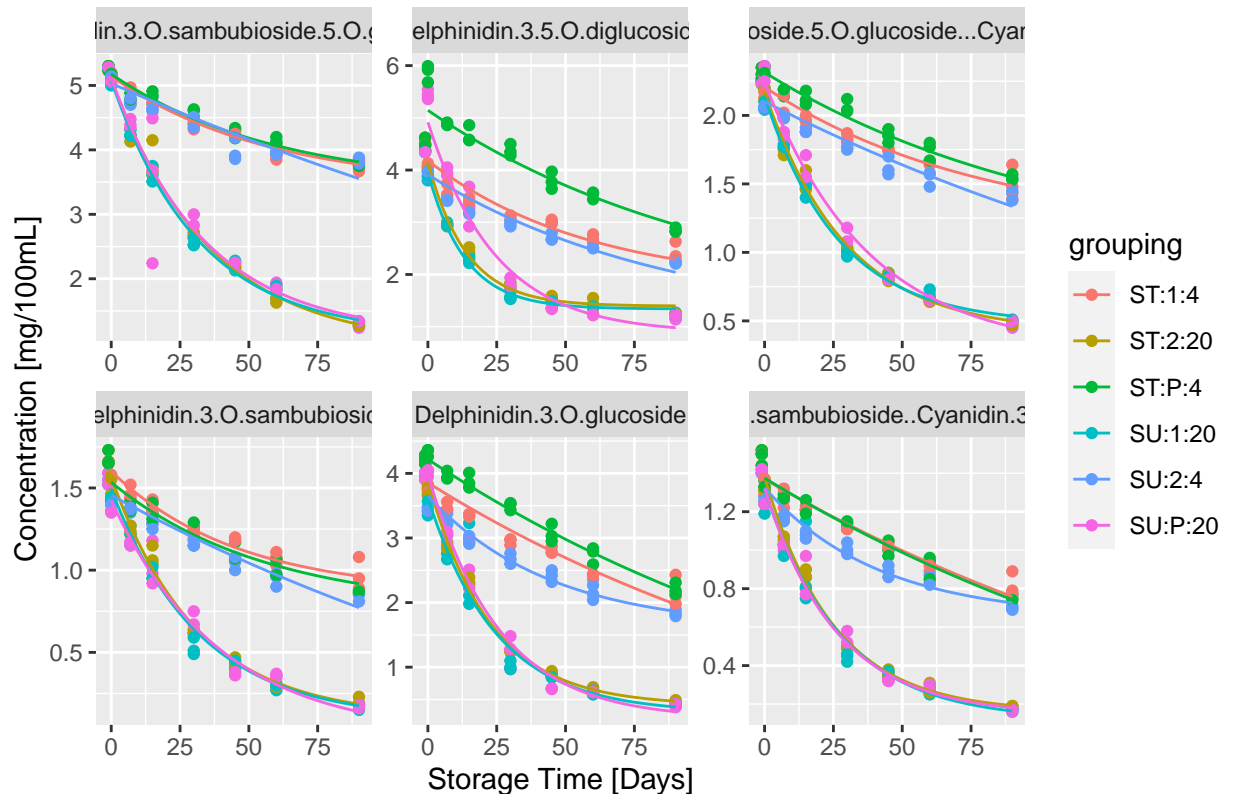 lin.3.O.sambubioside.5.O.g
elphinidin.3.5.O.diglucosid
oside.5.O.glucoside...Cyan
5
4
3
2
0 25 50 75
6
4
2
0 25 50 75
2.0
1.5
1.0
0.5
0 25 50 75
elphinidin.3.O.sambubiosid
Delphinidin.3.O.glucoside
.sambubioside..Cyanidin.3
1.5
1.0
0.5
0 25 50 75
4
3
2
1
0 25 50 75
1.2
0.8
0.4
0 25 50 75
Concentration [mg/100mL]
Storage Time [Days]
grouping
ST:1:4
ST:2:20
ST:P:4
SU:1:20
SU:2:4
SU:P:20